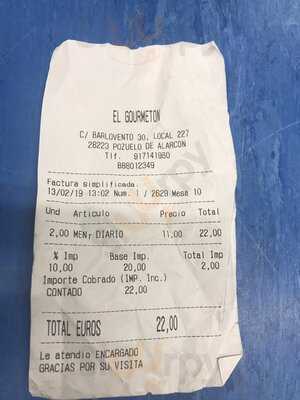 EL GOURMETON
C/ BARLOVENTO 30, LOCAL 227
28223 POZUELO DE ALARCON
Tlf. 917141980
B88012349
Factura simplificada.
13/02/19 13:02 Num. 1 / 2629 Mesa 10
Und Articulo Precio Total
2,00 MENÚ DIARIO 11,00 22,00
% Imp Base Imp. Total Imp
10,00 20,00 2,00
Importe Cobrado (IMP. Inc.)
CONTADO 22,00
TOTAL EUROS 22,00
Le atendio ENCARGADO
GRACIAS POR SU VISITA